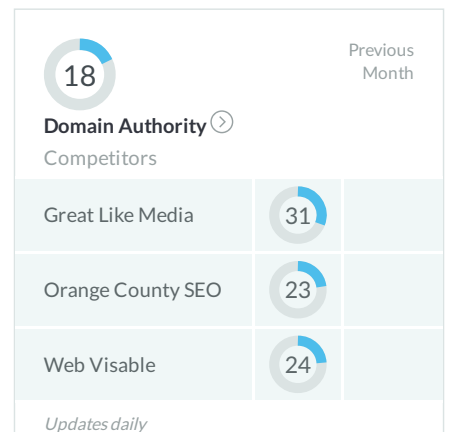 18
Previous
Month
Domain Authority
Competitors
Great Like Media 31
Orange County SEO 23
Web Visable 24
Updates daily